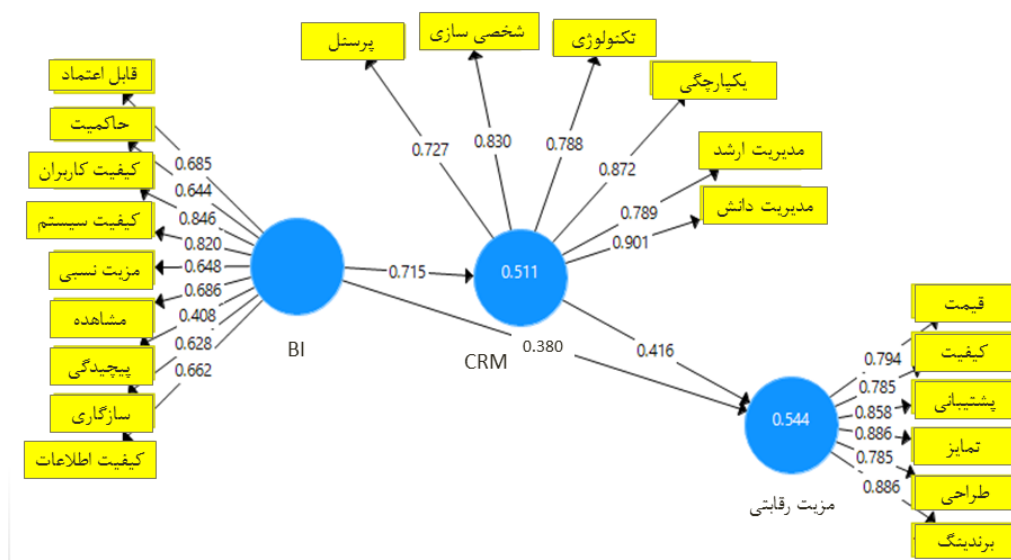 پرسنل
شخصی سازی
تکنولوژی
یکپارچگی
مدیریت ارشد
مدیریت دانش
0.727
0.830
0.788
0.872
0.789
0.901
قابل اعتماد
حاکمیت
کیفیت کاربران
کیفیت سیستم
مزیت نسبی
مشاهده
پیچیدگی
سازگاری
کیفیت اطلاعات
0.685
0.644
0.846
0.820
0.648
0.686
0.408
0.628
0.662
BI
0.715
0.511
CRM
0.380
0.416
0.544
مزیت رقابتی
0.794
0.785
0.858
0.886
0.785
0.886
قیمت
کیفیت
پشتیبانی
تمایز
طراحی
برندینگ